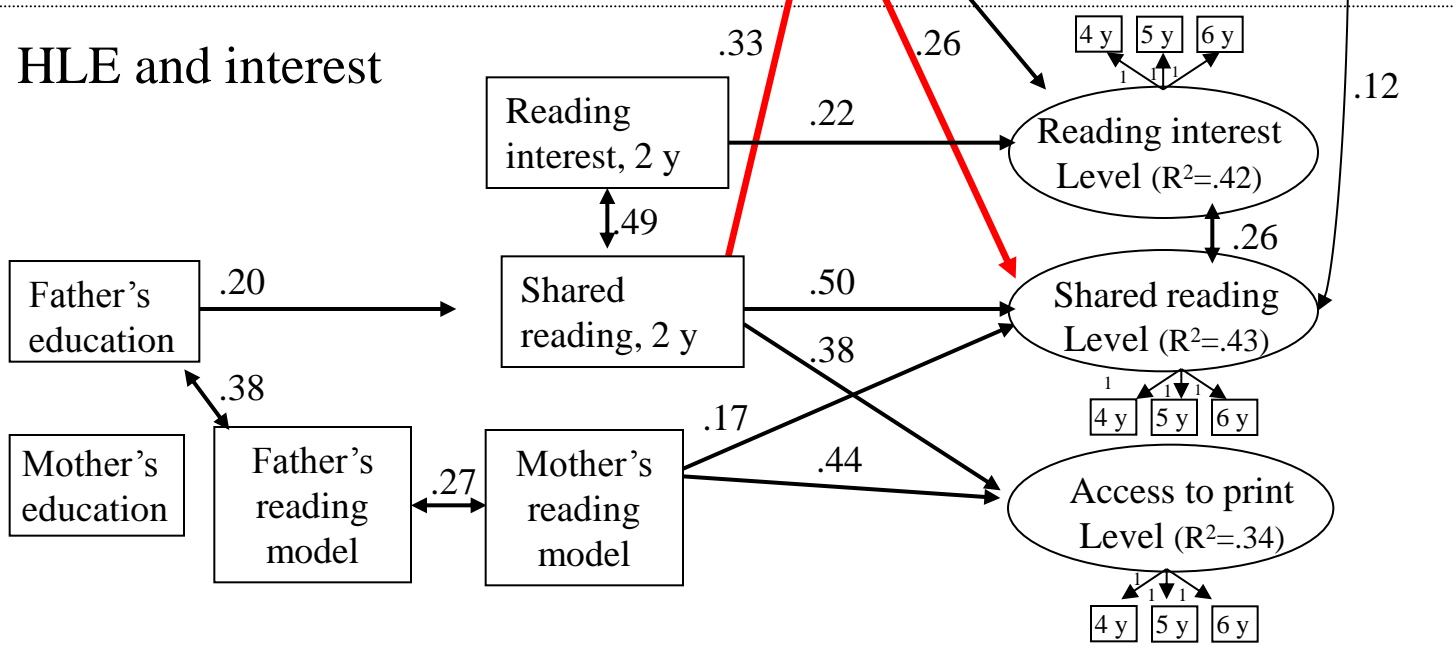 HLE and interest
.33
.26
4 y
5 y
6 y
1
1
1
.12
Reading
interest, 2 y
.22
Reading interest
Level (R²=.42)
.49
.26
Father's
education
.20
Shared
reading, 2 y
.50
Shared reading
Level (R²=.43)
.38
.38
1
1
1
4 y
5 y
6 y
.17
Mother's
education
Father's
reading
model
.27
Mother's
reading
model
.44
Access to print
Level (R²=.34)
1
1
1
4 y
5 y
6 y